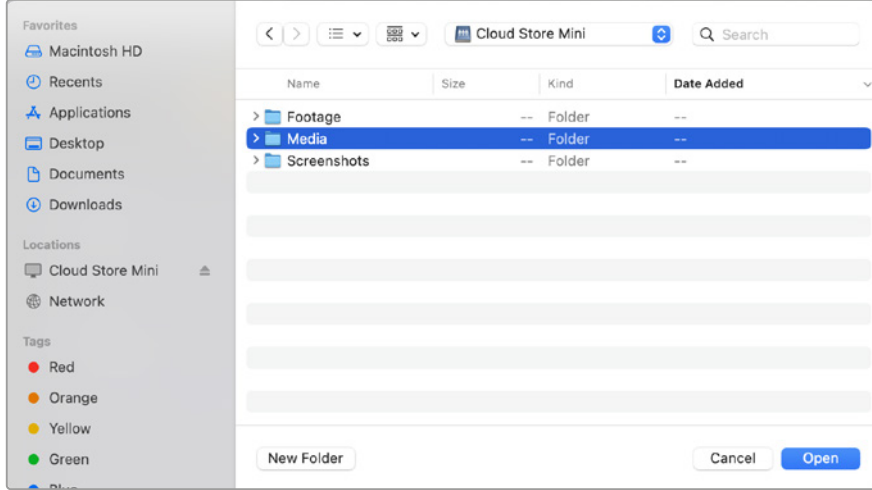 Favorites
Macintosh HD
Recents
Applications
Desktop
Documents
Downloads
Locations
Cloud Store Mini
Network
Tags
Red
Orange
Yellow
Green
Blue
Cloud Store Mini
Search
Name Size Kind Date Added
Footage -- Folder --
Media -- Folder --
Screenshots -- Folder --
New Folder Cancel Open